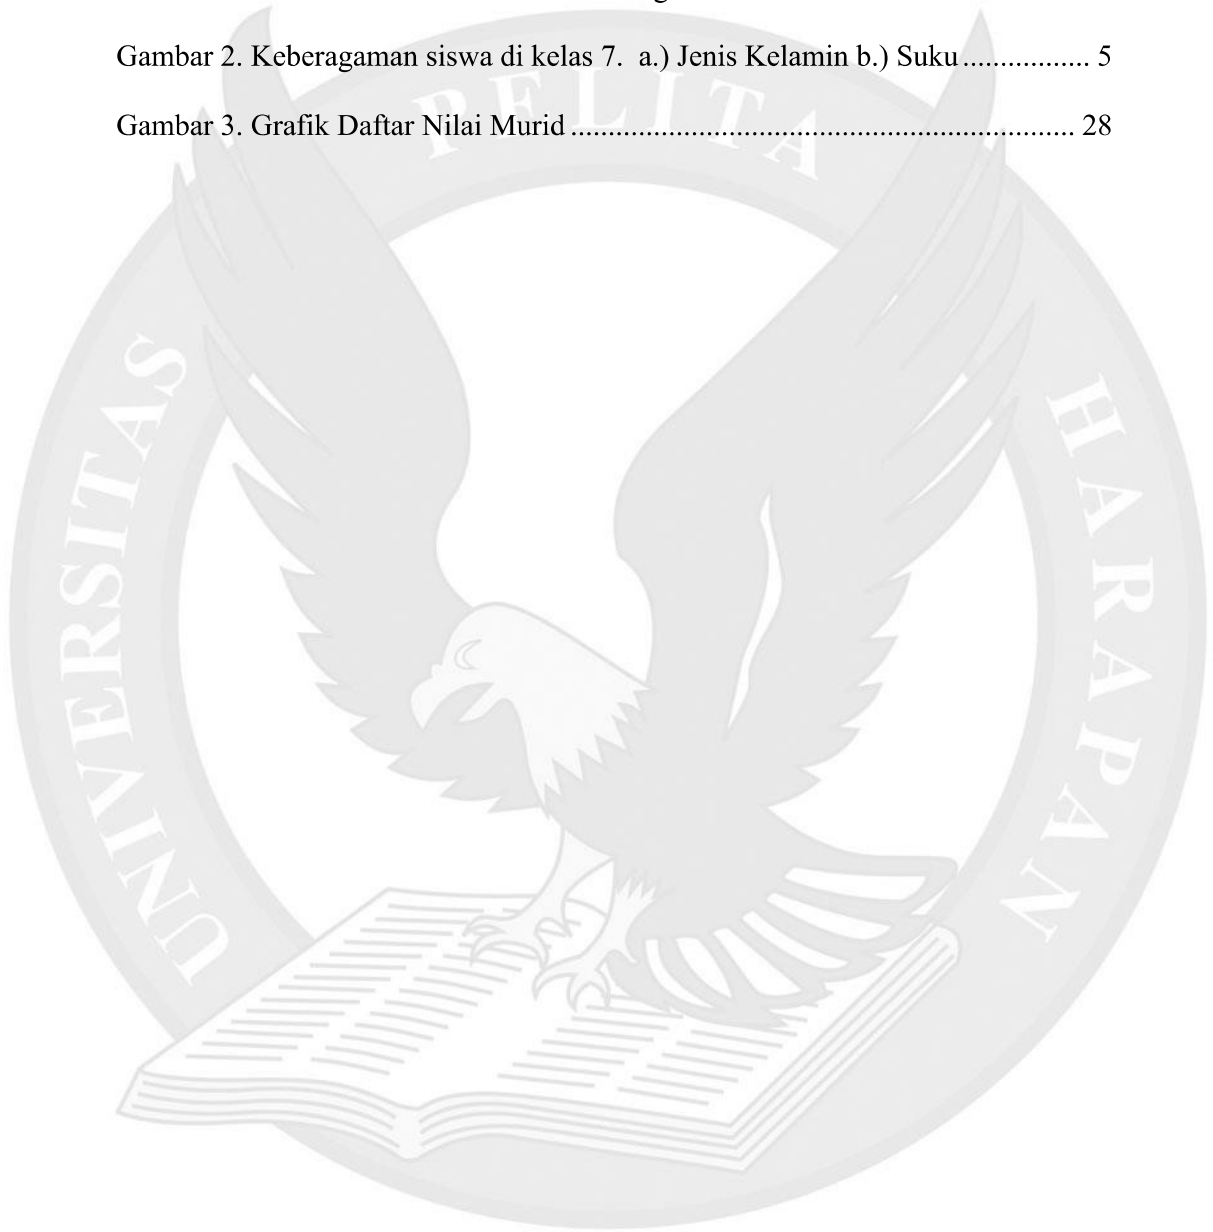 Gambar 2. Keberagaman siswa di kelas 7.  a.) Jenis Kelamin b.) Suku................. 5
Gambar 3. Grafik Daftar Nilai Murid ................................................................... 28
UNIVERSITAS PELITA HARAPAN